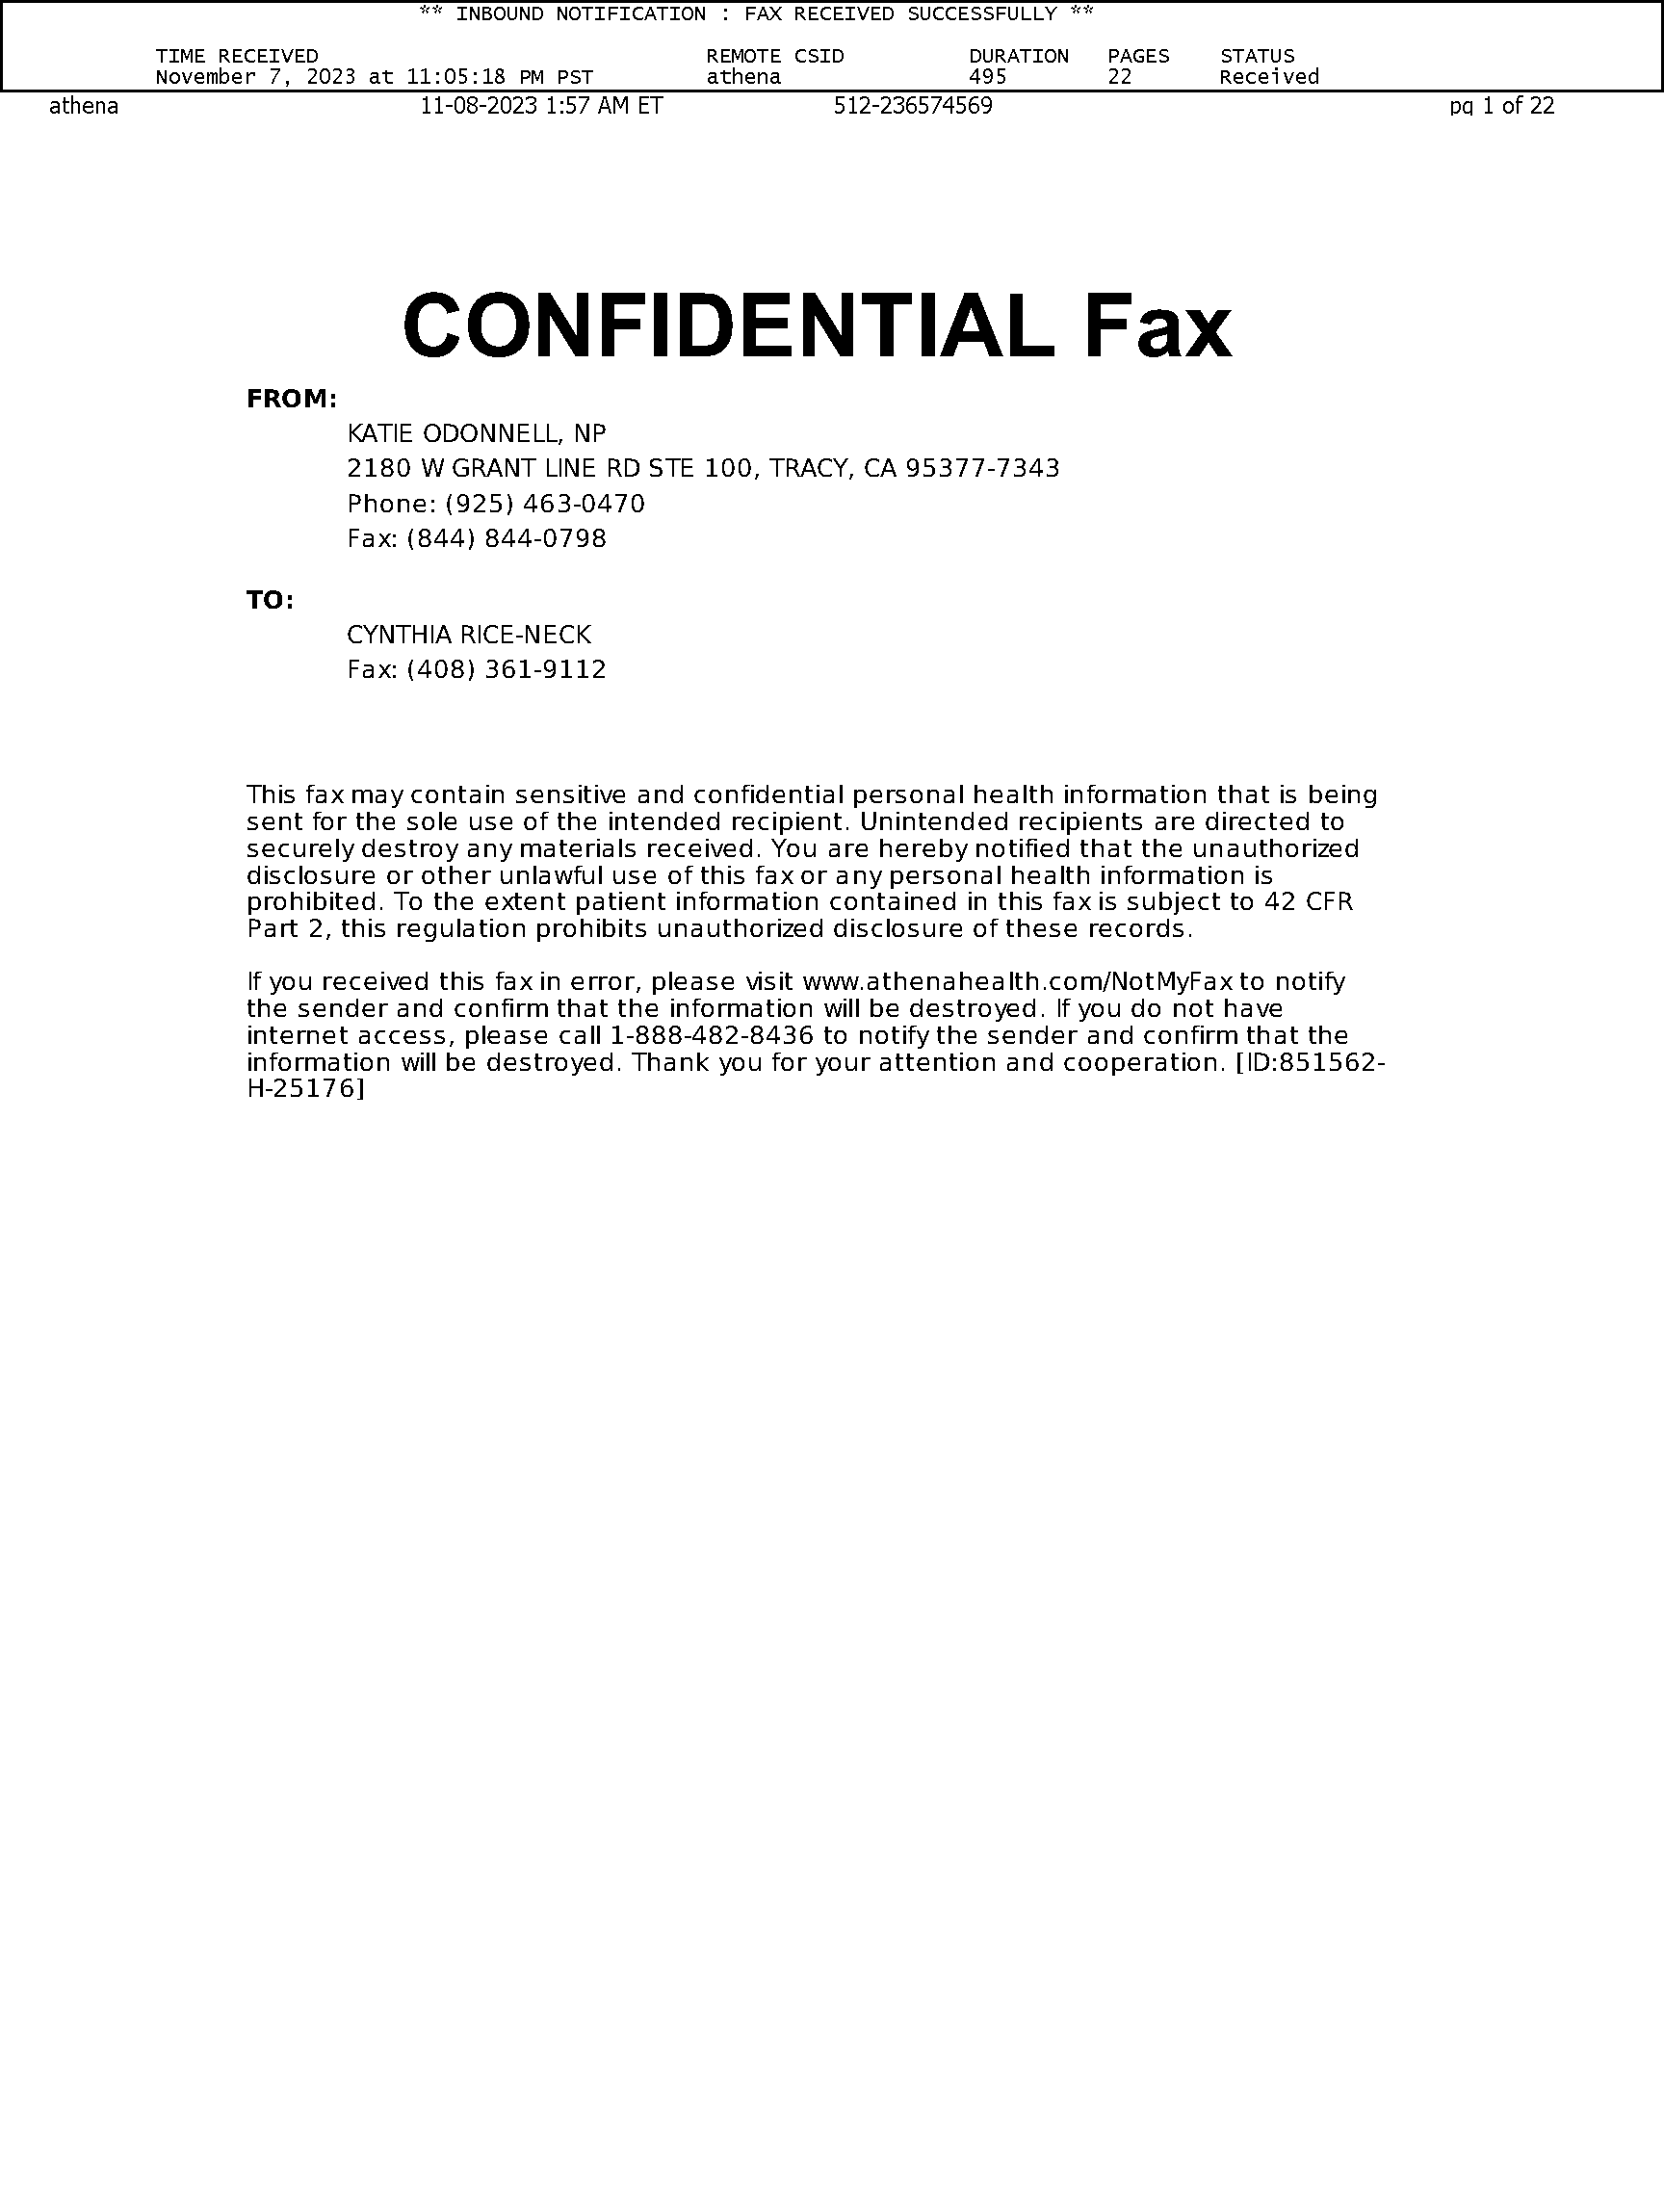 ** INBOUND NOTIFICATION : FAX RECEIVED SUCCESSFULLY **
TIME RECEIVED REMOTE CSID DURATION PAGES STATUS
November 7, 2023 at 11:05:18 PM PST athena 495 22 Received
athena 11-08-2023 1:57 AM ET 512-236574569 pg 1 of 22
CONFIDENTIAL Fax
FROM:
KATIE ODONNELL, NP
2180 W GRANT LINE RD STE 100, TRACY, CA 95377-7343
Phone: (925) 463-0470
Fax: (844) 844-0798
TO:
CYNTHIA RICE-NECK
Fax: (408) 361-9112
This fax may contain sensitive and confidential personal health information that is being
sent for the sole use of the intended recipient. Unintended recipients are directed to
securely destroy any materials received. You are hereby notified that the unauthorized
disclosure or other unlawful use of this fax or any personal health information is
prohibited. To the extent patient information contained in this fax is subject to 42 CFR
Part 2, this regulation prohibits unauthorized disclosure of these records.
If you received this fax in error, please visit www.athenahealth.com/NotMyFax to notify
the sender and confirm that the information will be destroyed. If you do not have
internet access, please call 1-888-482-8436 to notify the sender and confirm that the
information will be destroyed. Thank you for your attention and cooperation. [ID:851562-
H-25176]